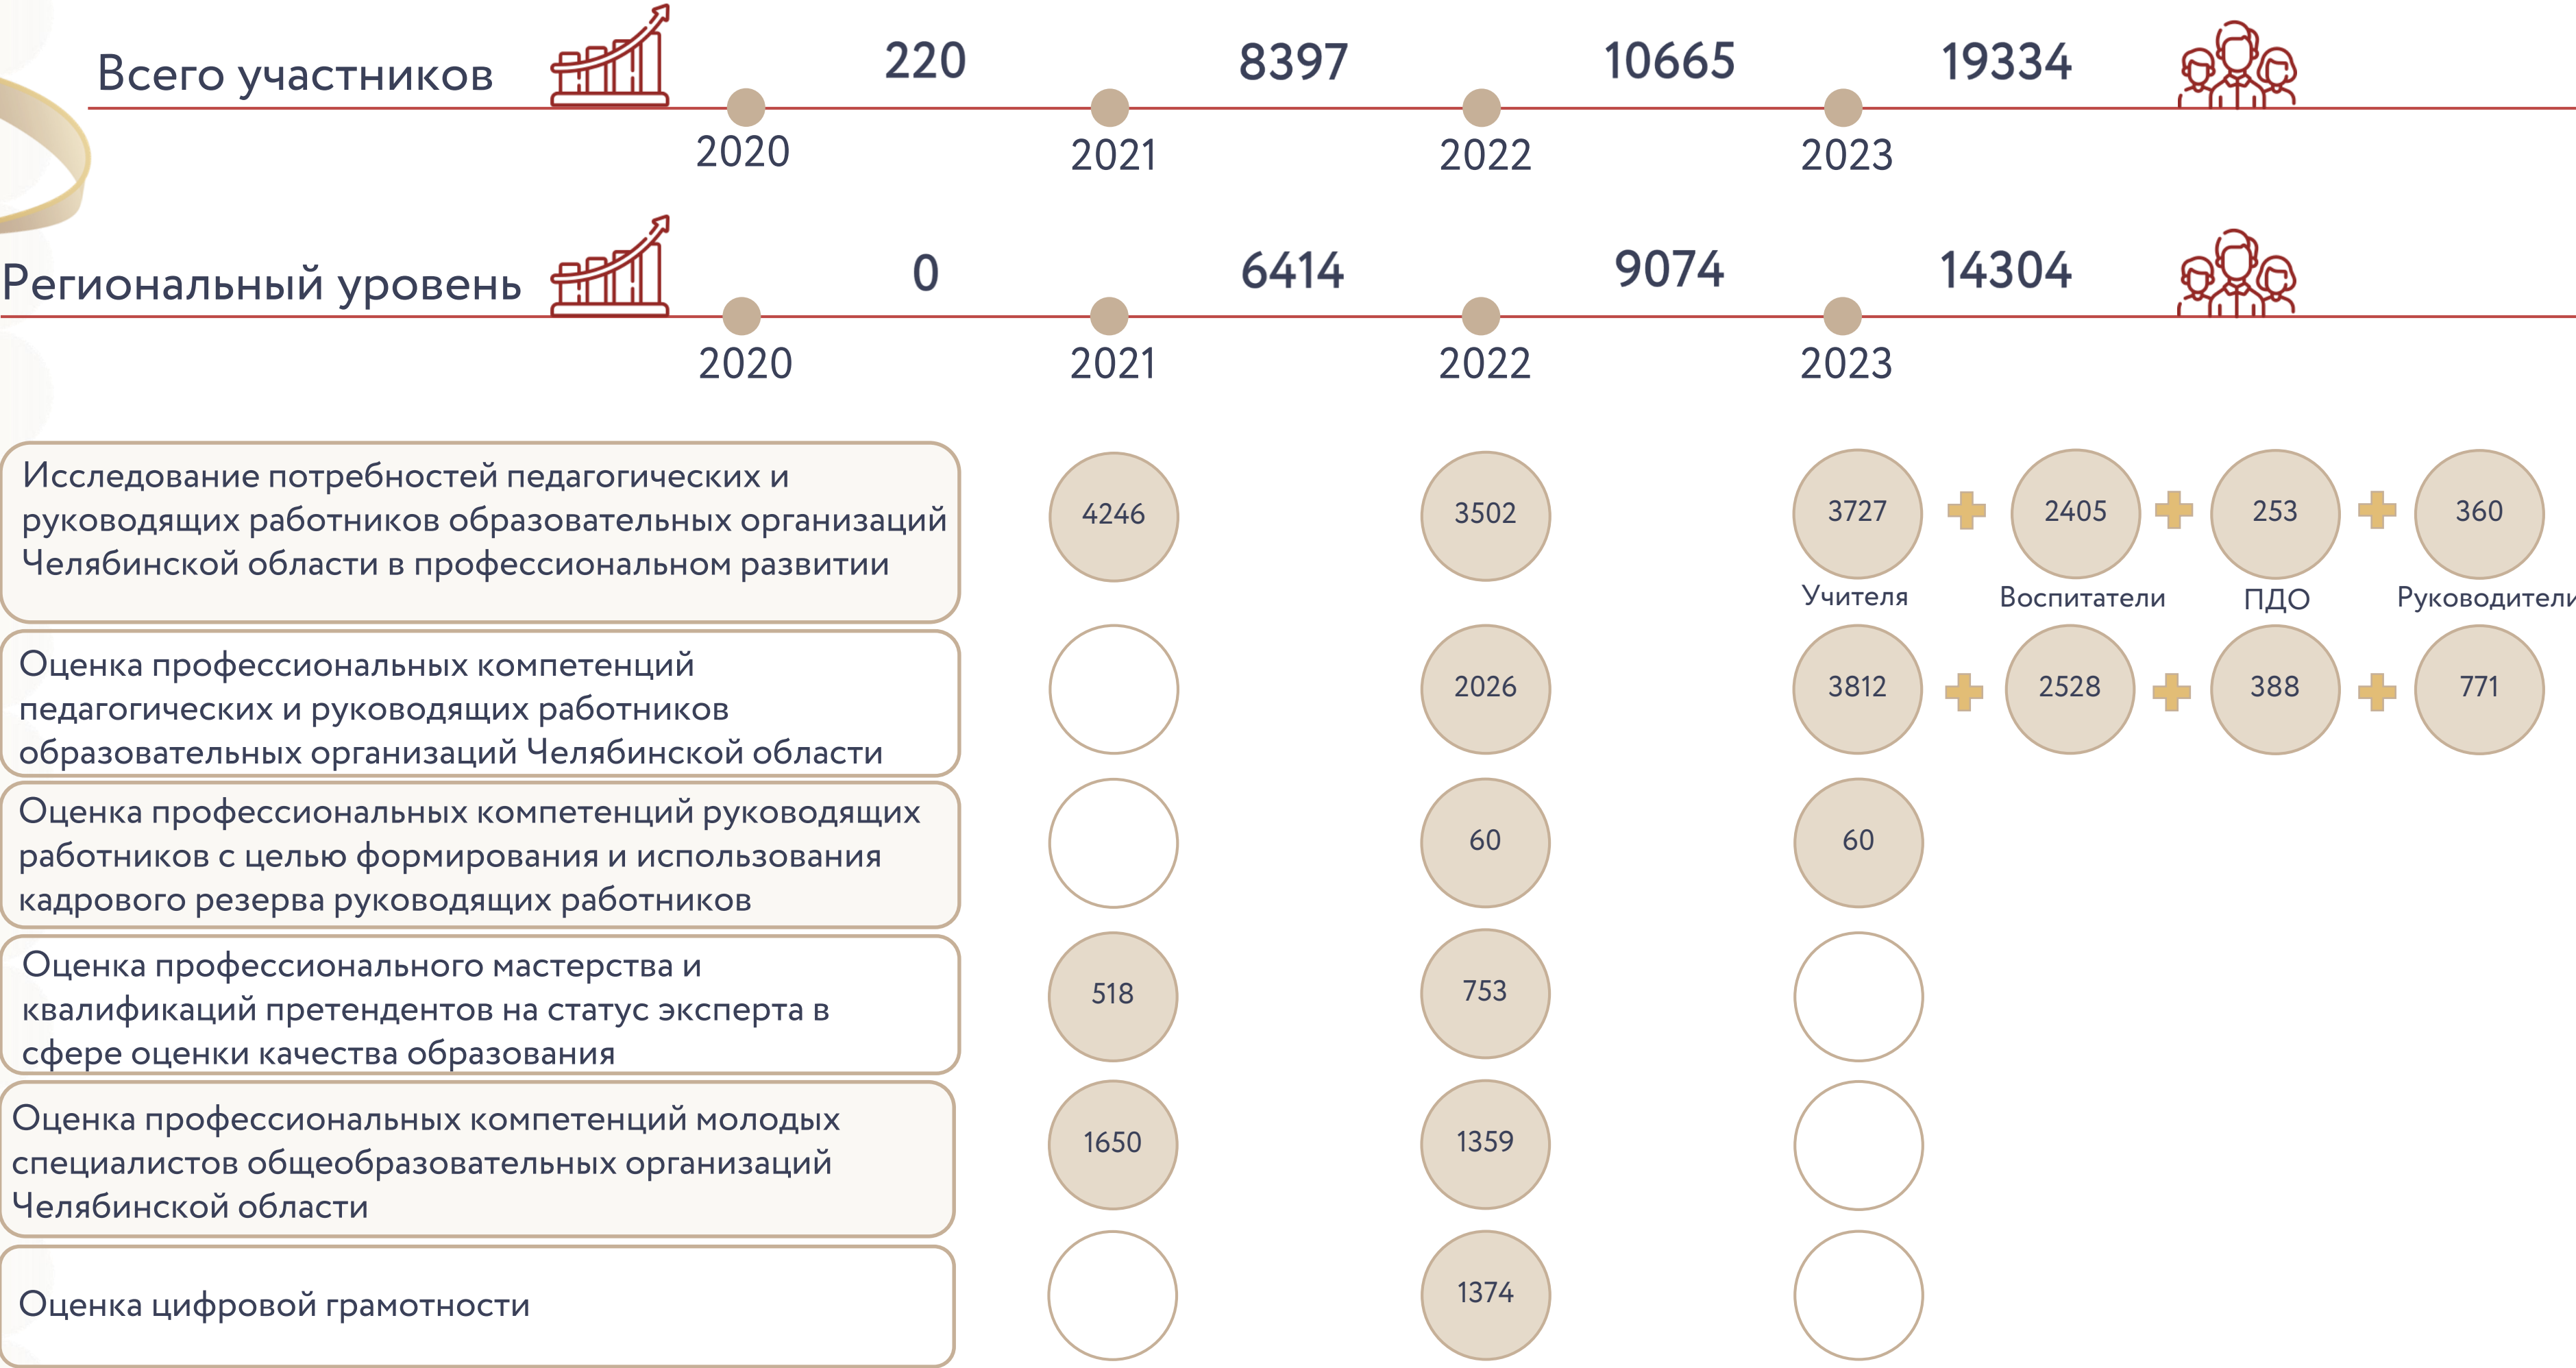 Всего участников
220
8397
10665
19334
2020
2021
2022
2023
Региональный уровень
0
6414
9074
14304
2020
2021
2022
2023
Исследование потребностей педагогических и
руководящих работников образовательных организаций
Челябинской области в профессиональном развитии
4246
3502
3727
2405
253
360
Учителя
Воспитатели
ПДО
Руководители
Оценка профессиональных компетенций
педагогических и руководящих работников
образовательных организаций Челябинской области
2026
3812
2528
388
771
Оценка профессиональных компетенций руководящих
работников с целью формирования и использования
кадрового резерва руководящих работников
60
60
Оценка профессионального мастерства и
квалификаций претендентов на статус эксперта в
сфере оценки качества образования
518
753
Оценка профессиональных компетенций молодых
специалистов общеобразовательных организаций
Челябинской области
1650
1359
Оценка цифровой грамотности
1374